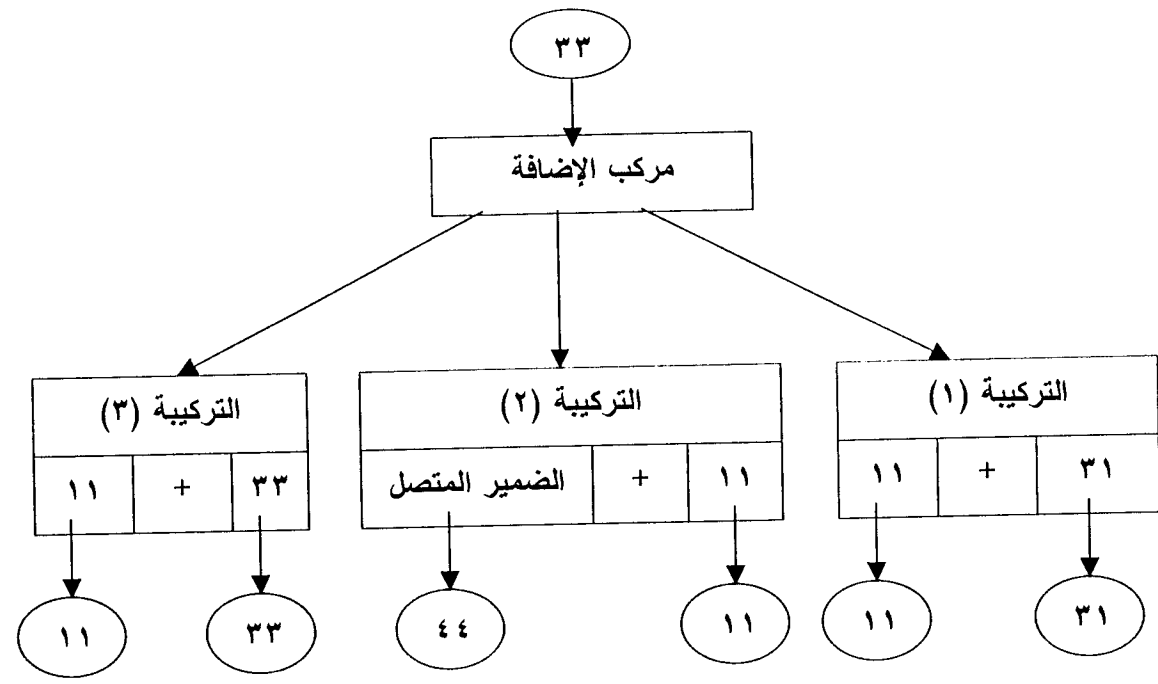 ٣٣
مركب الإضافة
التركيبة (١)
٣١ + ١١
٣١ ١١
التركيبة (٢)
١١ + الضمير المتصل
١١ ٤٤
التركيبة (٣)
٣٣ + ١١
٣٣ ١١